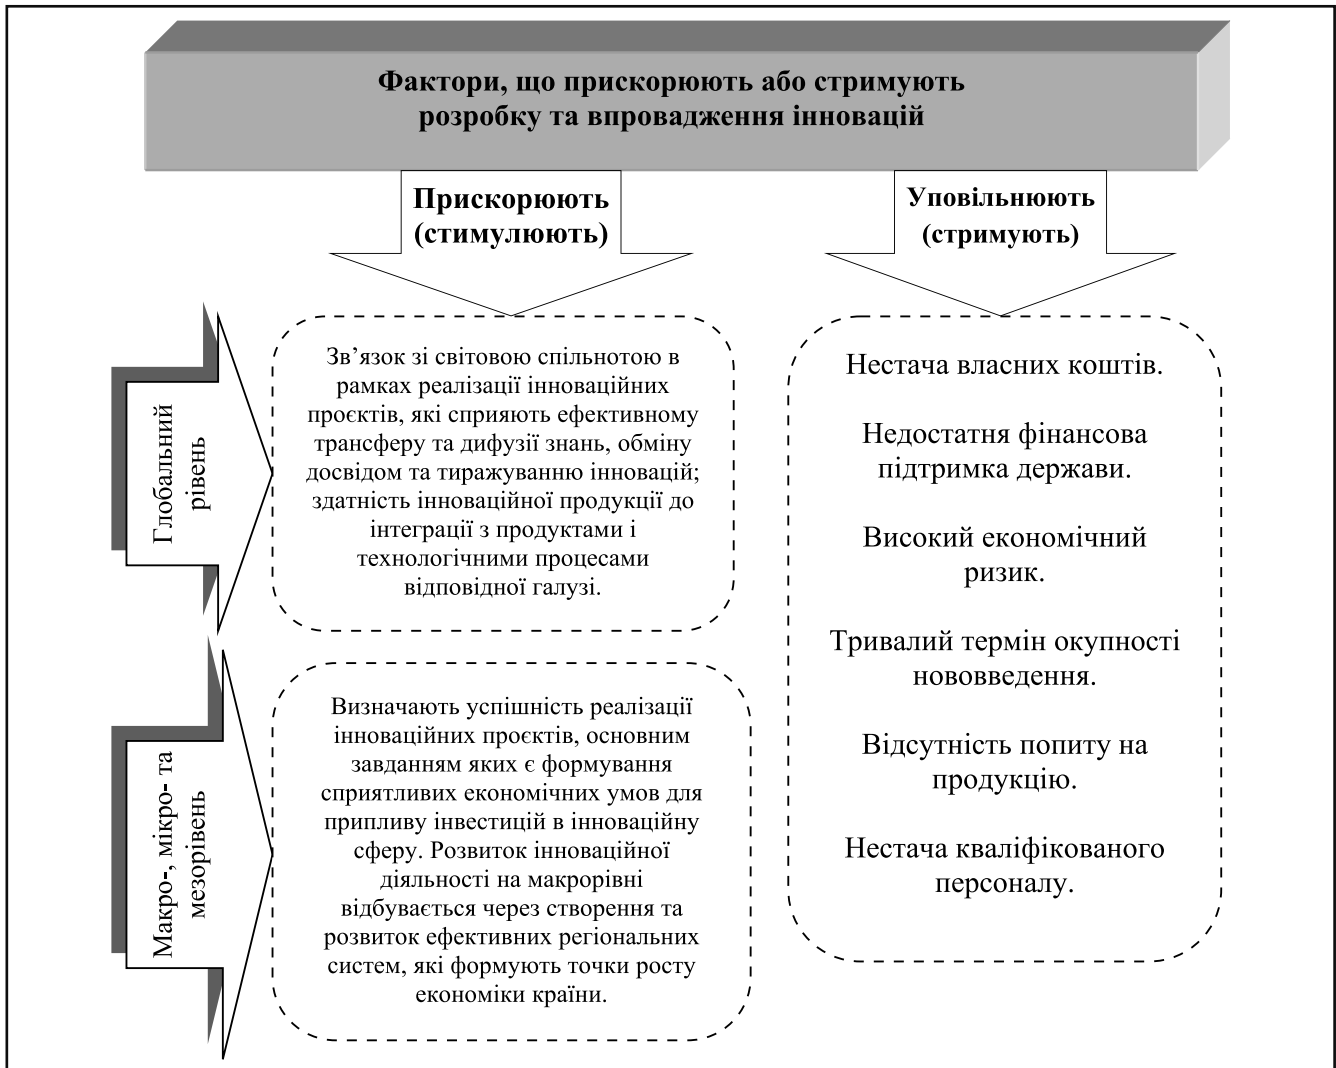 Фактори, що прискорюють або стримують
розробку та впровадження інновацій
Прискорюють
(стимулюють)
Уповільнюють
(стримують)
Глобальний
рівень
Зв’язок зі світовою спільнотою в
рамках реалізації інноваційних
проєктів, які сприяють ефективному
трансферу та дифузії знань, обміну
досвідом та тиражуванню інновацій;
здатність інноваційної продукції до
інтеграції з продуктами і
технологічними процесами
відповідної галузі.
Макро-, мікро- та
мезорівень
Визначають успішність реалізації
інноваційних проєктів, основним
завданням яких є формування
сприятливих економічних умов для
припливу інвестицій в інноваційну
сферу. Розвиток інноваційної
діяльності на макрорівні
відбувається через створення та
розвиток ефективних регіональних
систем, які формують точки росту
економіки країни.
Нестача власних коштів.
Недостатня фінансова
підтримка держави.
Високий економічний
ризик.
Тривалий термін окупності
нововведення.
Відсутність попиту на
продукцію.
Нестача кваліфікованого
персоналу.